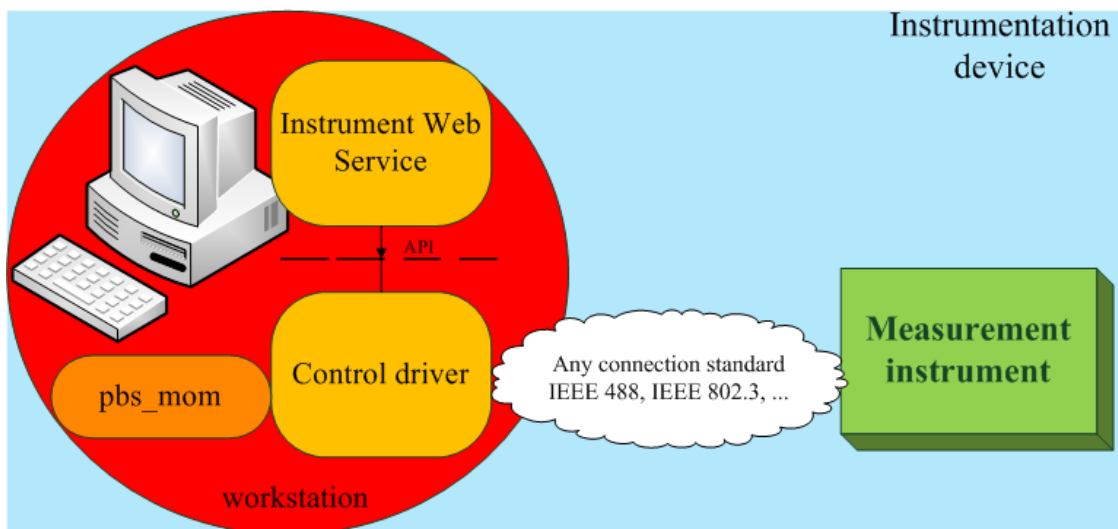 Instrumentation
device
Instrument Web
Service
API
Control driver
pbs_mom
workstation
Any connection standard
IEEE 488, IEEE 802.3, ...
Measurement
instrument